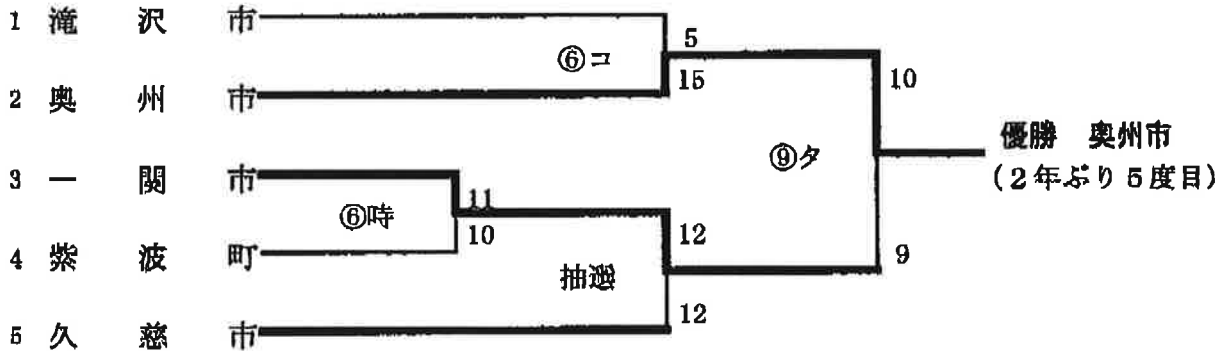 1 滝沢市
5
⑥コ
15
10
2 奥州市
優勝 奥州市
(2年ぶり5度目)
⑨タ
3 一関市
11
⑥時
10
12
9
4 紫波町
抽選
12
5 久慈市